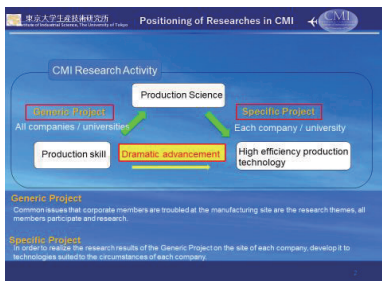 東京大学生産技術研究所
Institute of Industrial Science, The University of Tokyo
Positioning of Researches in CMI
CMI
CMI Research Activity
Production Science
Generic Project
Specific Project
All companies / universities
Each company / university
Production skill
Dramatic advancement
High efficiency production
technology
Generic Project
Common issues that corporate members are troubled at the manufacturing site are the research themes, all
members participate and research.
Specific Project
In order to realize the research results of the Generic Project on the site of each company, develop it to
technologies suited to the circumstances of each company.
2